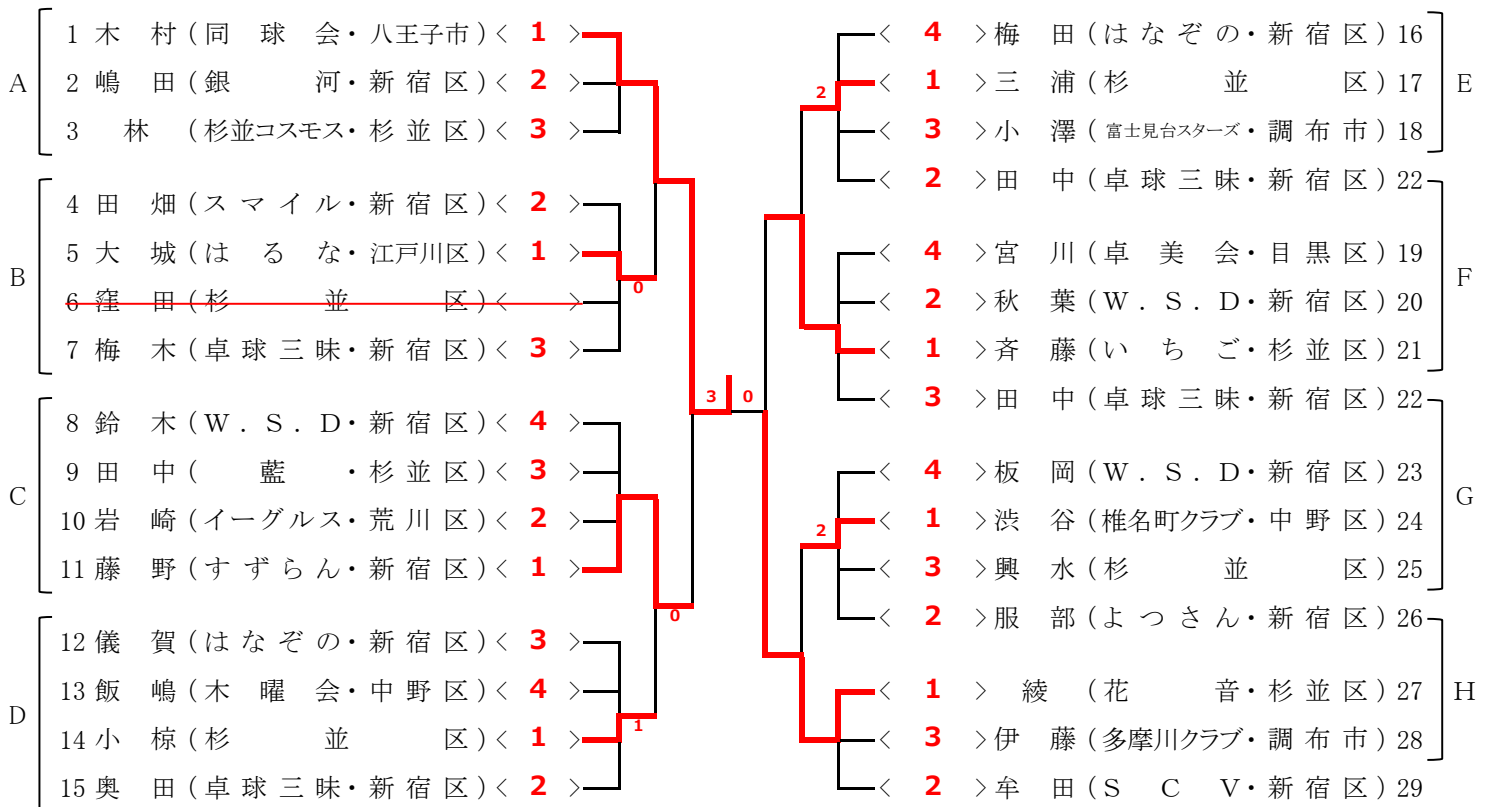 A
1 木村(同球会・八王子市)< 1 >
2 嶋田(銀河・新宿区)< 2 >
3 林(杉並コスモス・杉並区)< 3 >
B
4 田畑(スマイル・新宿区)< 2 >
5 大城(はるな・江戸川区)< 1 >
6 窪田(杉並区)< >
7 梅木(卓球三昧・新宿区)< 3 >
0
C
8 鈴木(W.S.D・新宿区)< 4 >
9 田中(藍・杉並区)< 3 >
10 岩崎(イーグルス・荒川区)< 2 >
11 藤野(すずらん・新宿区)< 1 >
0
D
12 儀賀(はなぞの・新宿区)< 3 >
13 飯嶋(木曜会・中野区)< 4 >
14 小椋(杉並区)< 1 >
15 奥田(卓球三昧・新宿区)< 2 >
1
3 0
< 4 >梅田(はなぞの・新宿区)16
< 1 >三浦(杉並区)17
< 3 >小澤(富士見台スターズ・調布市)18
< 2 >田中(卓球三昧・新宿区)22
2
E
< 4 >宮川(卓美会・目黒区)19
< 2 >秋葉(W.S.D・新宿区)20
< 1 >斉藤(いちご・杉並区)21
< 3 >田中(卓球三昧・新宿区)22
F
< 4 >板岡(W.S.D・新宿区)23
< 1 >渋谷(椎名町クラブ・中野区)24
< 3 >興水(杉並区)25
< 2 >服部(よつさん・新宿区)26
2
G
< 1 >綾(花音・杉並区)27
< 3 >伊藤(多摩川クラブ・調布市)28
< 2 >牟田(SCV・新宿区)29
H